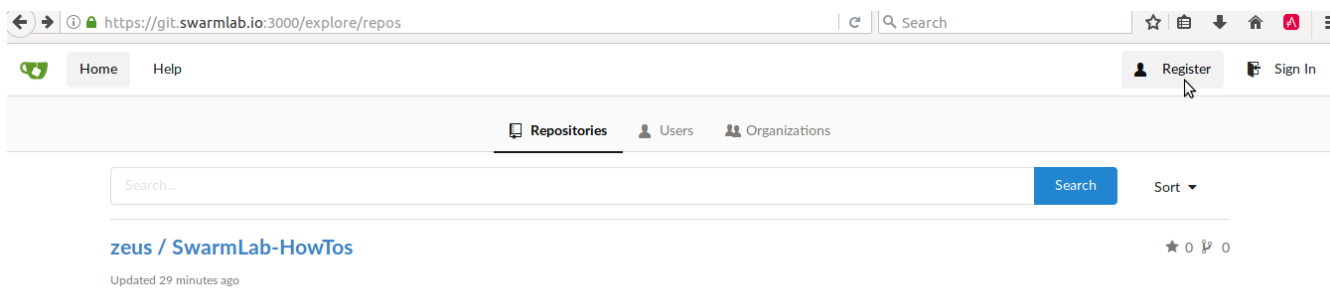 https://git.swarmlab.io:3000/explore/repos Search
Home Help Register Sign In
Repositories Users Organizations
Search... Search Sort
zeus / SwarmLab-HowTos 0 0
Updated 29 minutes ago